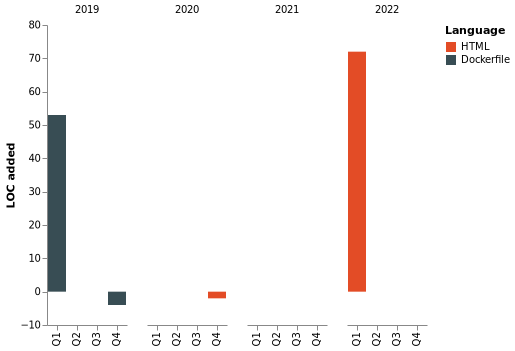 2019 2020 2021 2022
Language
HTML
Dockerfile
LOC added
80
70
60
50
40
30
20
10
0
−10
Q1 Q2 Q3 Q4 Q1 Q2 Q3 Q4 Q1 Q2 Q3 Q4 Q1 Q2 Q3 Q4